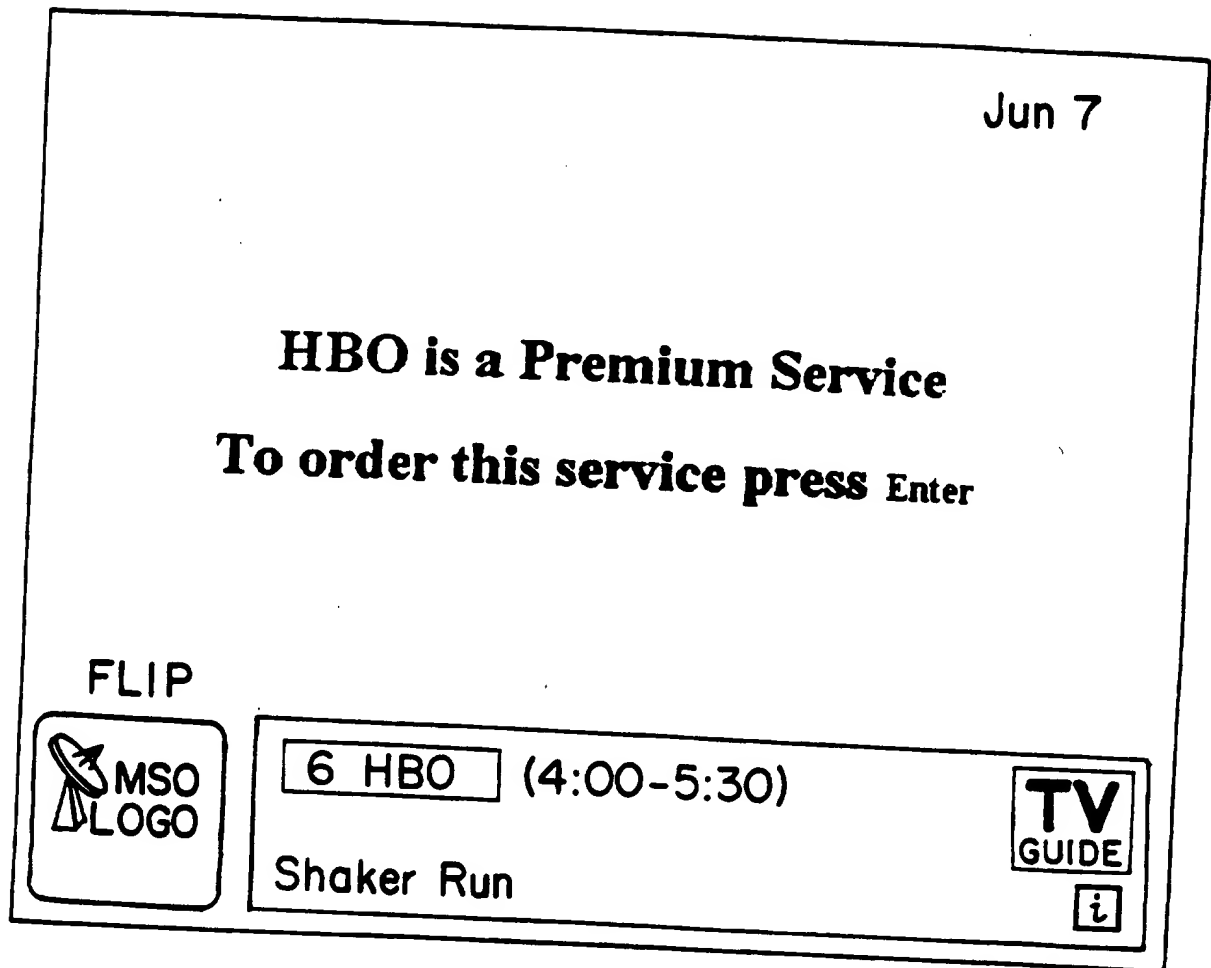 Jun 7
HBO is a Premium Service
To order this service press Enter
FLIP
MSO
LOGO
6 HBO (4:00-5:30)
Shaker Run
TV
GUIDE
i